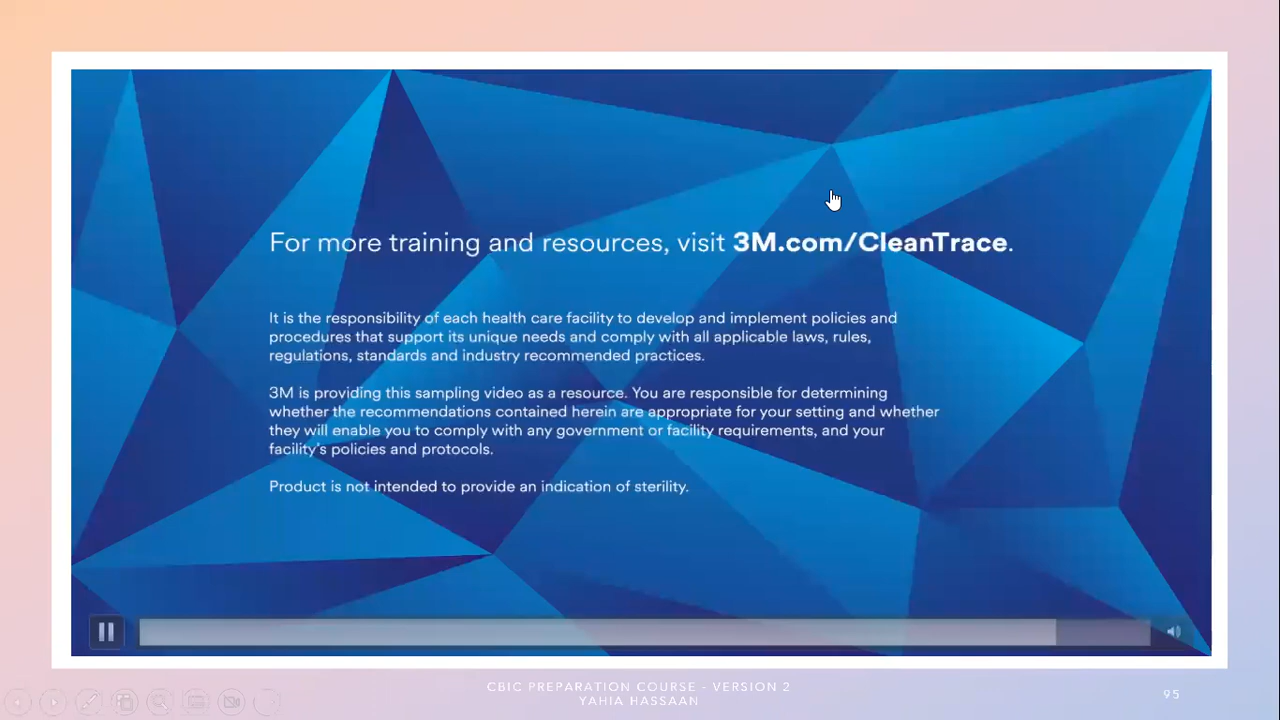 For more training and resources, visit 3M.com/CleanTrace.
It is the responsibility of each health care facility to develop and implement policies and
procedures that support its unique needs and comply with all applicable laws, rules,
regulations, standards and industry recommended practices.
3M is providing this sampling video as a resource. You are responsible for determining
whether the recommendations contained herein are appropriate for your setting and whether
they will enable you to comply with any government or facility requirements, and your
facility's policies and protocols.
Product is not intended to provide an indication of sterility.
CBIC PREPARATION COURSE - VERSION 2
YAHIA HASSAAN
95